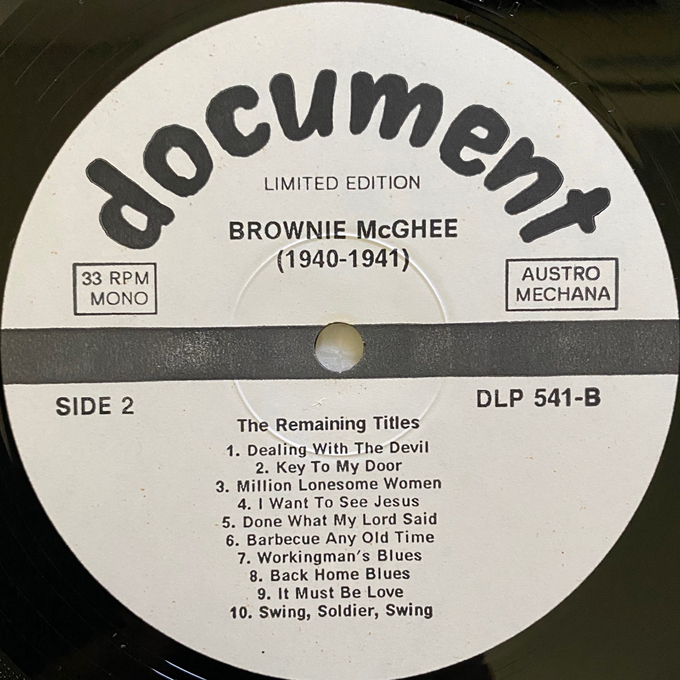 document
LIMITED EDITION
BROWNIE McGHEE
(1940-1941)
33 RPM
MONO
AUSTRO
MECHANA
SIDE 2
DLP 541-B
The Remaining Titles
1. Dealing With The Devil
2. Key To My Door
3. Million Lonesome Women
4. I Want To See Jesus
5. Done What My Lord Said
6. Barbecue Any Old Time
7. Workingman's Blues
8. Back Home Blues
9. It Must Be Love
10. Swing, Soldier, Swing